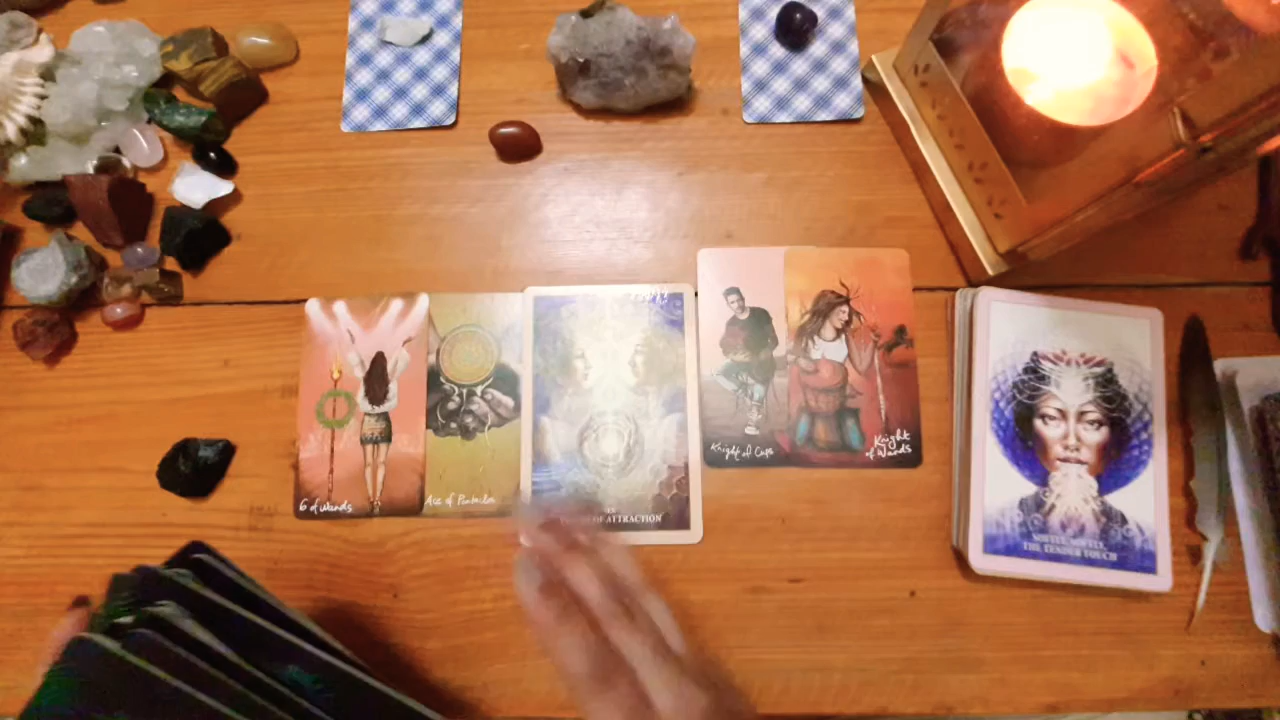 6 of Wands
Ace of Pentacles
OF ATTRACTION
Knight of Cups
Knight
of Wands
SOFTLY, SOFTLY,
THE TENDER TOUCH